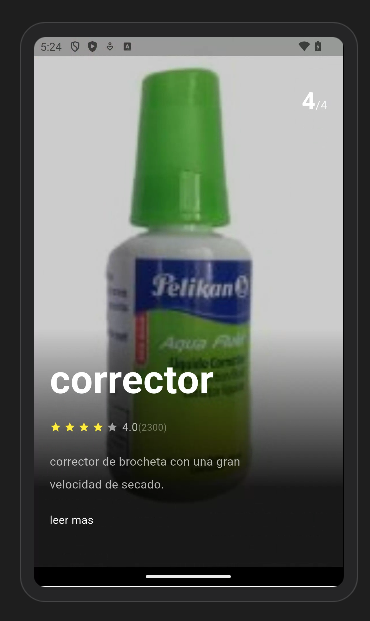 5:24
4/4
Pelikan
Aqua Fluid
corrector
4.0(2300)
corrector de brocheta con una gran
velocidad de secado.
leer mas